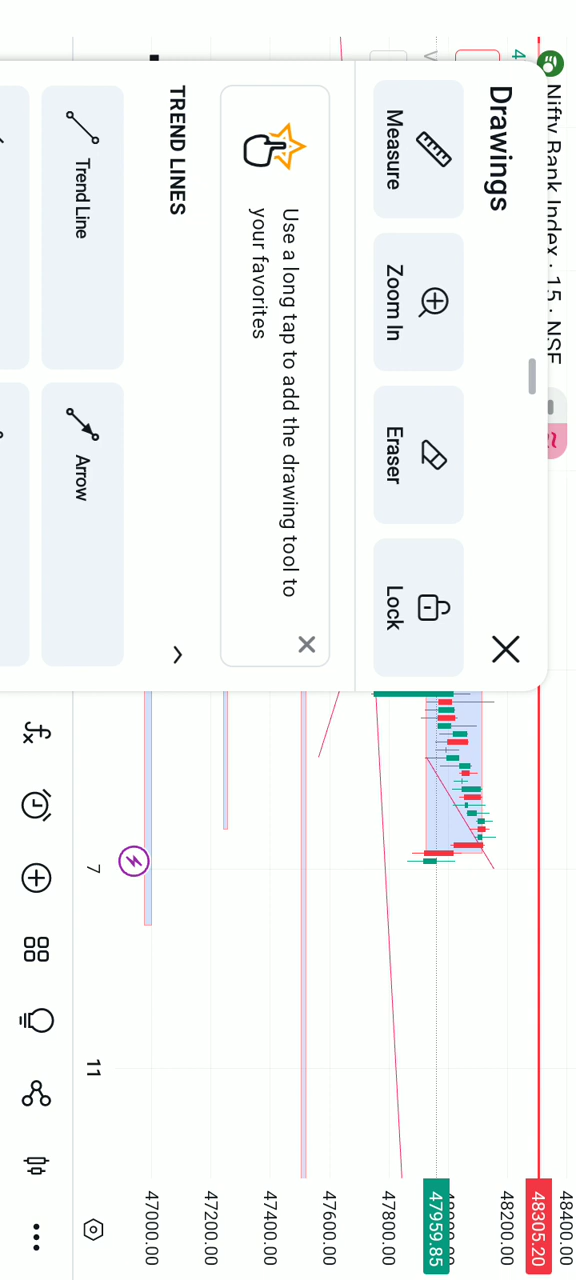 Nifty Bank Index · 15 · NSE
Drawings
Measure
Zoom In
Eraser
Lock
Use a long tap to add the drawing tool to
your favorites
TREND LINES
Trend Line
Arrow
48400.00
48305.20
48200.00
47959.85
47800.00
47600.00
47400.00
47200.00
47000.00
7
11